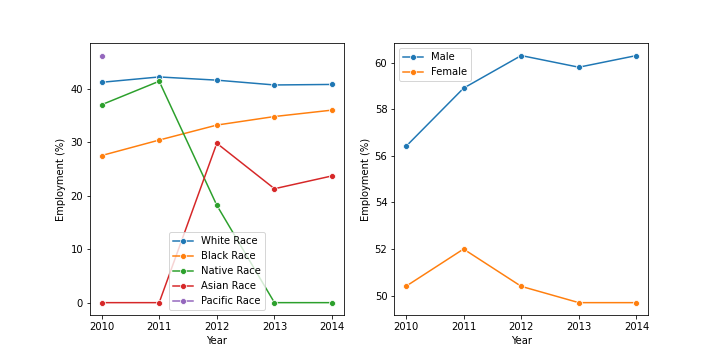 Employment (%)
40
30
20
10
0
White Race
Black Race
Native Race
Asian Race
Pacific Race
2010 2011 2012 2013 2014
Year
Employment (%)
60
58
56
54
52
50
Male
Female
2010 2011 2012 2013 2014
Year